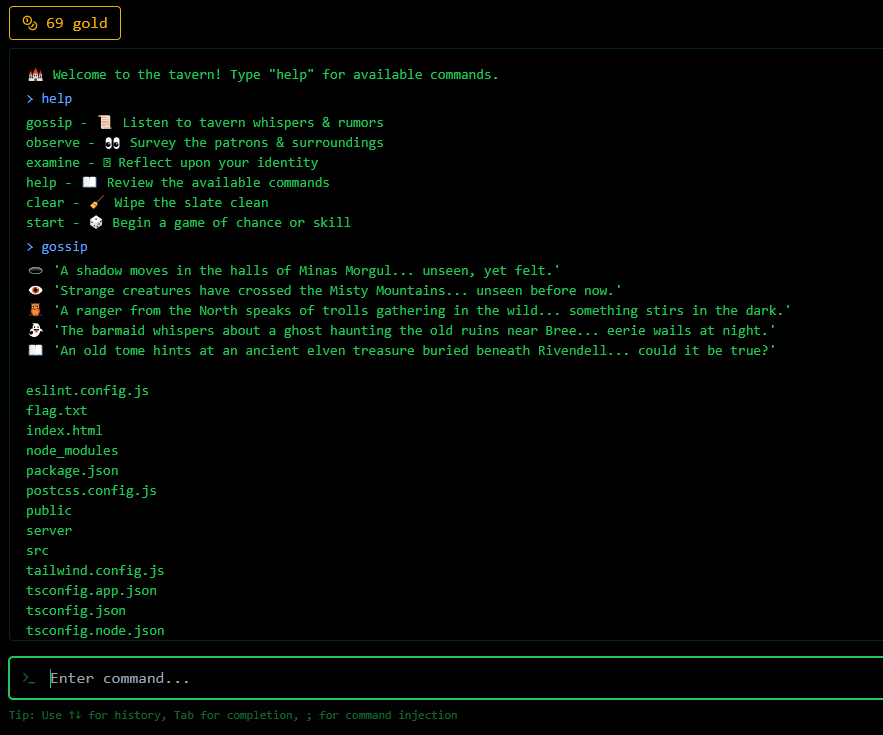 69 gold
Welcome to the tavern! Type "help" for available commands.
> help
gossip - 📜 Listen to tavern whispers & rumors
observe - 👀 Survey the patrons & surroundings
examine - Reflect upon your identity
help - 📖 Review the available commands
clear - 🧹 Wipe the slate clean
start - 🎲 Begin a game of chance or skill
> gossip
'A shadow moves in the halls of Minas Morgul... unseen, yet felt.'
'Strange creatures have crossed the Misty Mountains... unseen before now.'
'A ranger from the North speaks of trolls gathering in the wild... something stirs in the dark.'
'The barmaid whispers about a ghost haunting the old ruins near Bree... eerie wails at night.'
'An old tome hints at an ancient elven treasure buried beneath Rivendell... could it be true?'
eslint.config.js
flag.txt
index.html
node_modules
package.json
postcss.config.js
public
server
src
tailwind.config.js
tsconfig.app.json
tsconfig.json
tsconfig.node.json
>_ Enter command...
Tip: Use ↑↓ for history, Tab for completion, ; for command injection